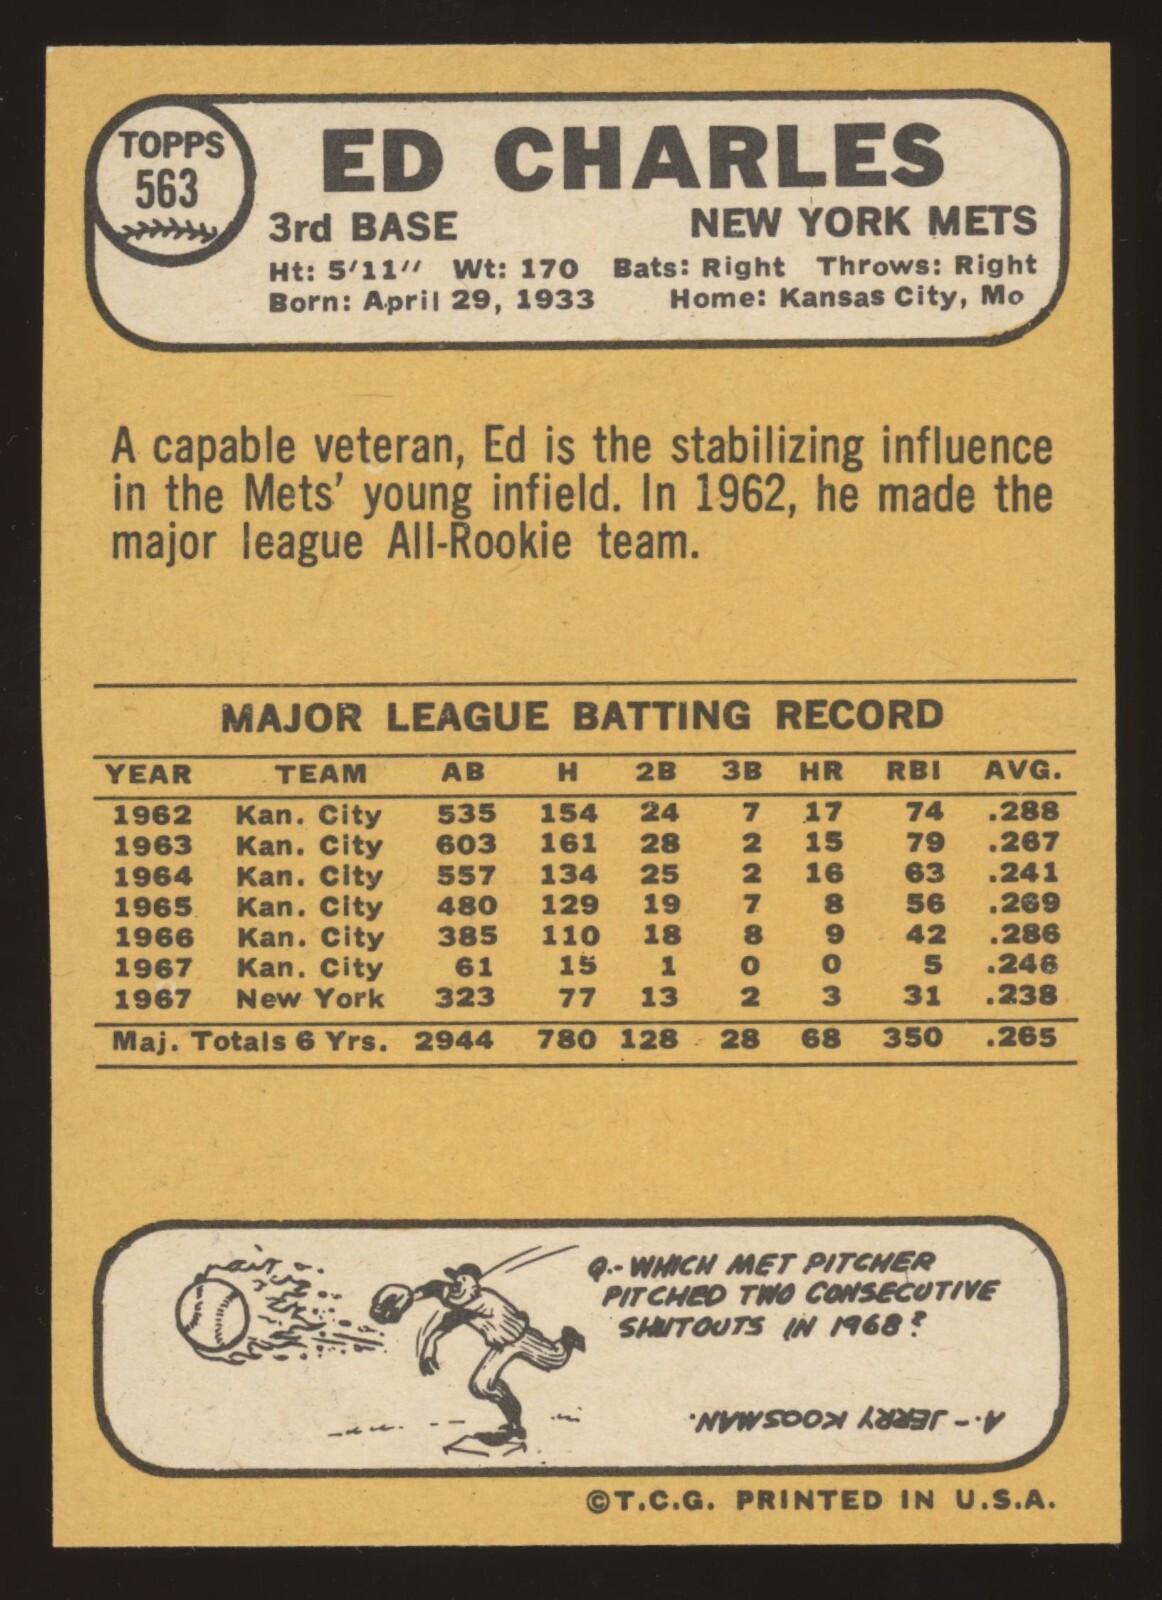 TOPPS
563
ED CHARLES
3rd BASE NEW YORK METS
Ht: 5'11" Wt: 170 Bats: Right Throws: Right
Born: April 29, 1933 Home: Kansas City, Mo
A capable veteran, Ed is the stabilizing influence
in the Mets' young infield. In 1962, he made the
major league All-Rookie team.
MAJOR LEAGUE BATTING RECORD
YEAR TEAM AB H 2B 3B HR RBI AVG.
1962 Kan. City 535 154 24 7 17 74 .288
1963 Kan. City 603 161 28 2 15 79 .267
1964 Kan. City 557 134 25 2 16 63 .241
1965 Kan. City 480 129 19 7 8 56 .269
1966 Kan. City 385 110 18 8 9 42 .286
1967 Kan. City 61 15 1 0 0 5 .246
1967 New York 323 77 13 2 3 31 .238
Maj. Totals 6 Yrs. 2944 780 128 28 68 350 .265
Q.- WHICH MET PITCHER
PITCHED TWO CONSECUTIVE
SHUTOUTS IN 1968?
A.- JERRY KOOSMAN.
©T.C.G. PRINTED IN U.S.A.